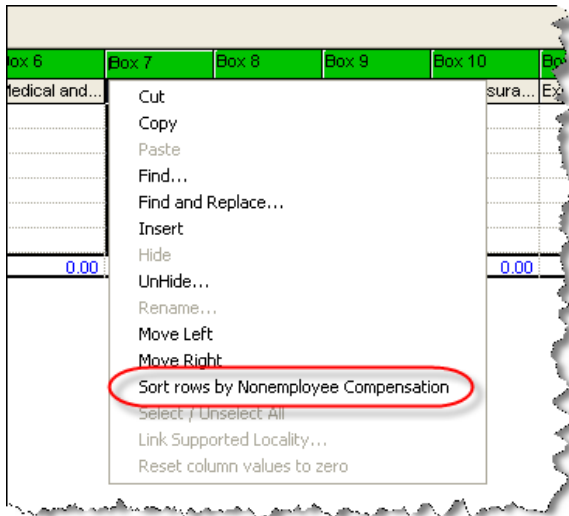 ox 6 Box 7 Box 8 Box 9 Box 10
Medical and... sura... Ex
Cut
Copy
Paste
Find...
Find and Replace...
Insert
Hide
0.00 0.00
UnHide...
Rename...
Move Left
Move Right
Sort rows by Nonemployee Compensation
Select / Unselect All
Link Supported Locality...
Reset column values to zero